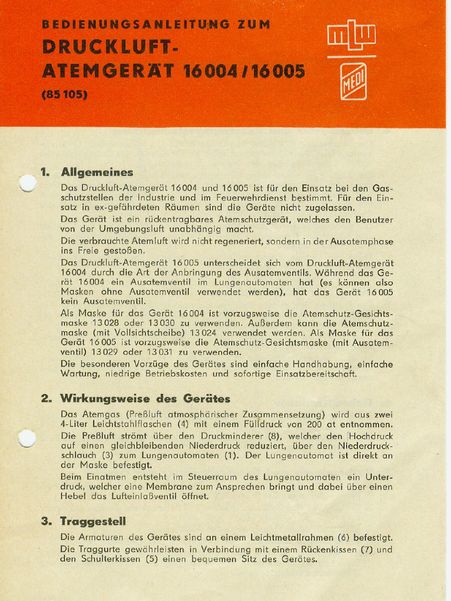 BEDIENUNGSANLEITUNG ZUM
DRUCKLUFT-
ATEMGERÄT 16004/16005
(85105)
mlw
MEDI
1. Allgemeines
Das Druckluft-Atemgerät 16004 und 16005 ist für den Einsatz bei den Gas-
schutzstellen der Industrie und im Feuerwehrdienst bestimmt. Für den Ein-
satz in ex-gefährdeten Räumen sind die Geräte nicht zugelassen.
Das Gerät ist ein rückentragbares Atemschutzgerät, welches den Benutzer
von der Umgebungsluft unabhängig macht.
Die verbrauchte Atemluft wird nicht regeneriert, sondern in der Ausatemphase
ins Freie gestoßen.
Das Druckluft-Atemgerät 16005 unterscheidet sich vom Druckluft-Atemgerät
16004 durch die Art der Anbringung des Ausatemventils. Während das Ge-
rät 16004 ein Ausatemventil im Lungenautomaten hat (es können also
Masken ohne Ausatemventil verwendet werden), hat das Gerät 16005
kein Ausatemventil.
Als Maske für das Gerät 16004 ist vorzugsweise die Atemschutz-Gesichts-
maske 13028 oder 13030 zu verwenden. Außerdem kann die Atemschutz-
maske (mit Vollsichtscheibe) 13024 verwendet werden. Als Maske für das
Gerät 16005 ist vorzugsweise die Atemschutz-Gesichtsmaske (mit Ausatem-
ventil) 13029 oder 13031 zu verwenden.
Die besonderen Vorzüge des Gerätes sind einfache Handhabung, einfache
Wartung, niedrige Betriebskosten und sofortige Einsatzbereitschaft.
2. Wirkungsweise des Gerätes
Das Atemgas (Preßluft atmosphärischer Zusammensetzung) wird aus zwei
4-Liter Leichtstahlflaschen (4) mit einem Fülldruck von 200 at entnommen.
Die Preßluft strömt über den Druckminderer (8), welcher den Hochdruck
auf einen gleichbleibenden Niederdruck reduziert, über den Niederdruck-
schlauch (3) zum Lungenautomaten (1). Der Lungenautomat ist direkt an
der Maske befestigt.
Beim Einatmen entsteht im Steuerraum des Lungenautomaten ein Unter-
druck, welcher eine Membrane zum Ansprechen bringt und dabei über einen
Hebel das Lufteinlaßventil öffnet.
3. Traggestell
Die Armaturen des Gerätes sind an einem Leichtmetallrahmen (6) befestigt.
Die Traggurte gewährleisten in Verbindung mit einem Rückenkissen (7) und
den Schulterkissen (5) einen bequemen Sitz des Gerätes.